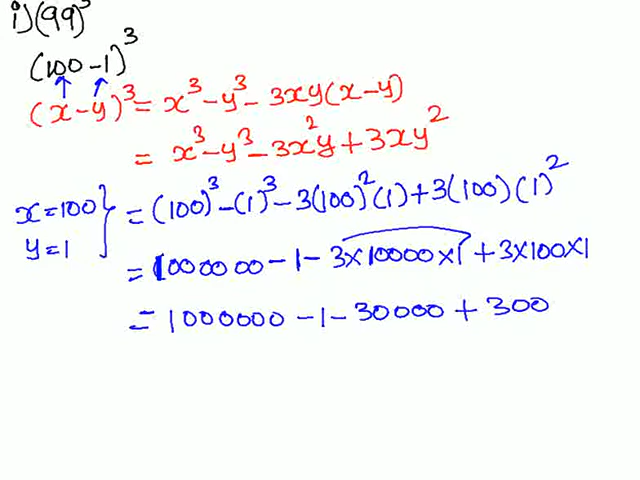 i) (99)³
(100 - 1)³
(x - y)³ = x³ - y³ - 3xy(x - y)
= x³ - y³ - 3x²y + 3xy²
x = 100 } = (100)³ - (1)³ - 3(100)²(1) + 3(100)(1)²
y = 1
= 1000000 - 1 - 3×10000×1 + 3×100×1
= 1000000 - 1 - 30000 + 300